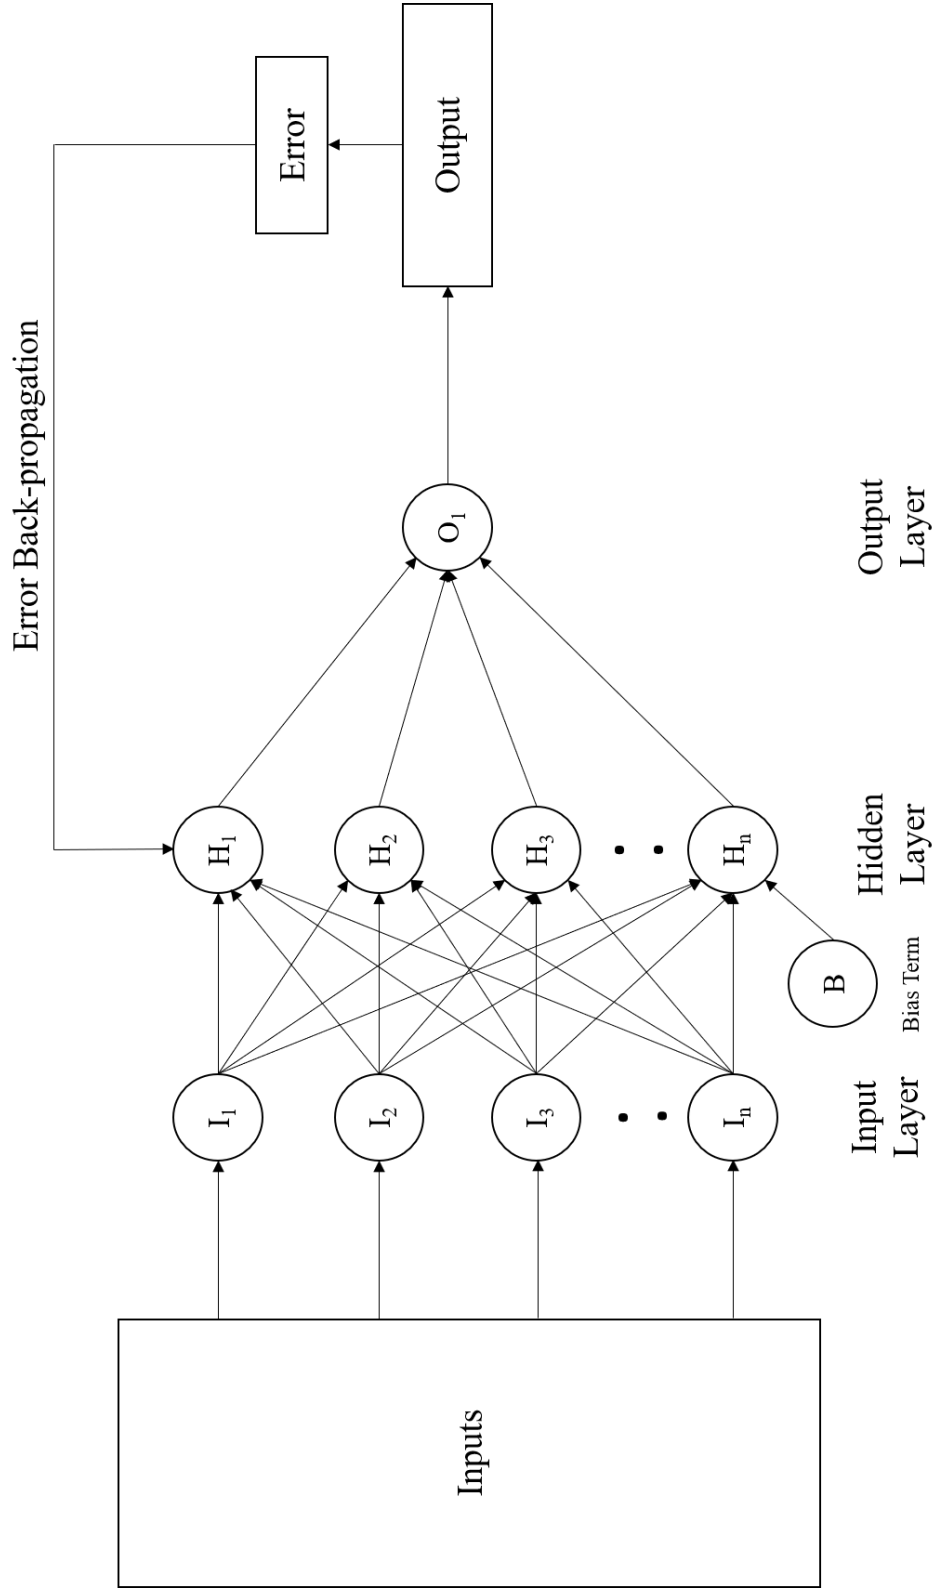 Error Back-propagation
Inputs
I1
I2
I3
In
H1
H2
H3
Hn
O1
Output
Error
B
Bias Term
Input
Layer
Hidden
Layer
Output
Layer